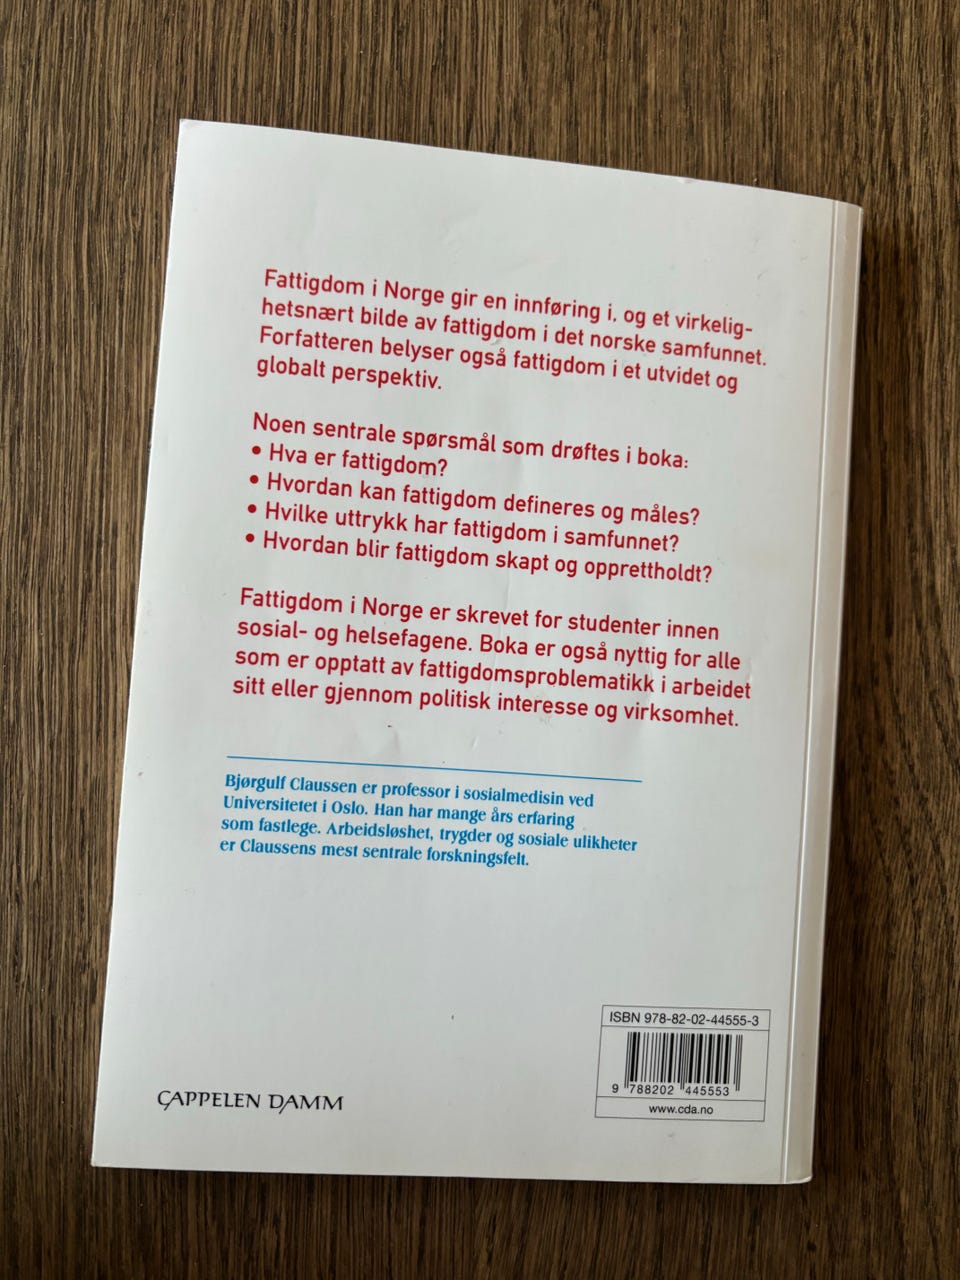 Fattigdom i Norge gir en innføring i, og et virkelig-
hetsnært bilde av fattigdom i det norske samfunnet.
Forfatteren belyser også fattigdom i et utvidet og
globalt perspektiv.
Noen sentrale spørsmål som drøftes i boka:
• Hva er fattigdom?
• Hvordan kan fattigdom defineres og måles?
• Hvilke uttrykk har fattigdom i samfunnet?
• Hvordan blir fattigdom skapt og opprettholdt?
Fattigdom i Norge er skrevet for studenter innen
sosial- og helsefagene. Boka er også nyttig for alle
som er opptatt av fattigdomsproblematikk i arbeidet
sitt eller gjennom politisk interesse og virksomhet.
Bjørgulf Claussen er professor i sosialmedisin ved
Universitetet i Oslo. Han har mange års erfaring
som fastlege. Arbeidsløshet, trygder og sosiale ulikheter
er Claussens mest sentrale forskningsfelt.
ISBN 978-82-02-44555-3
9 788202 445553
www.cda.no
CAPPELEN DAMM